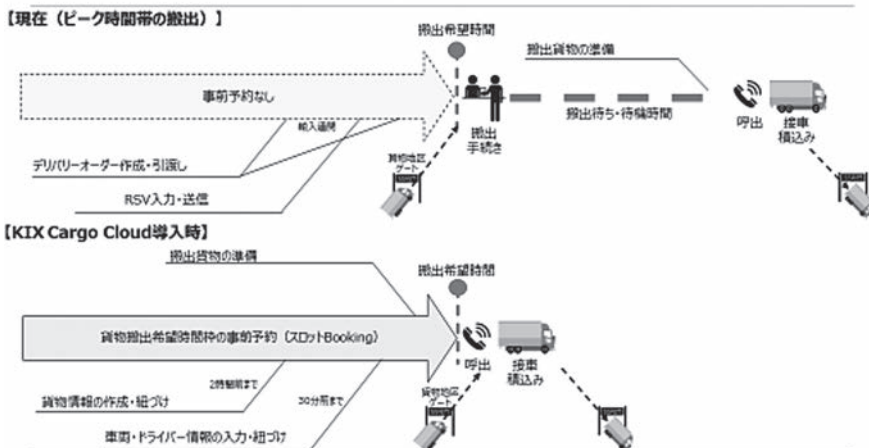 【現在（ピーク時間帯の搬出）】
搬出希望時間
搬出貨物の準備
事前予約なし
輸入通関
搬出
手続き
搬出待ち・待機時間
呼出
接車
積込み
貨物地区
ゲート
デリバリーオーダー作成・引渡し
RSV入力・送信
【KIX Cargo Cloud導入時】
搬出貨物の準備
搬出希望時間
貨物搬出希望時間枠の事前予約（スロットBooking）
呼出
接車
積込み
2時間前まで
貨物情報の作成・紐づけ
30分前まで
貨物地区
ゲート
車両・ドライバー情報の入力・紐づけ